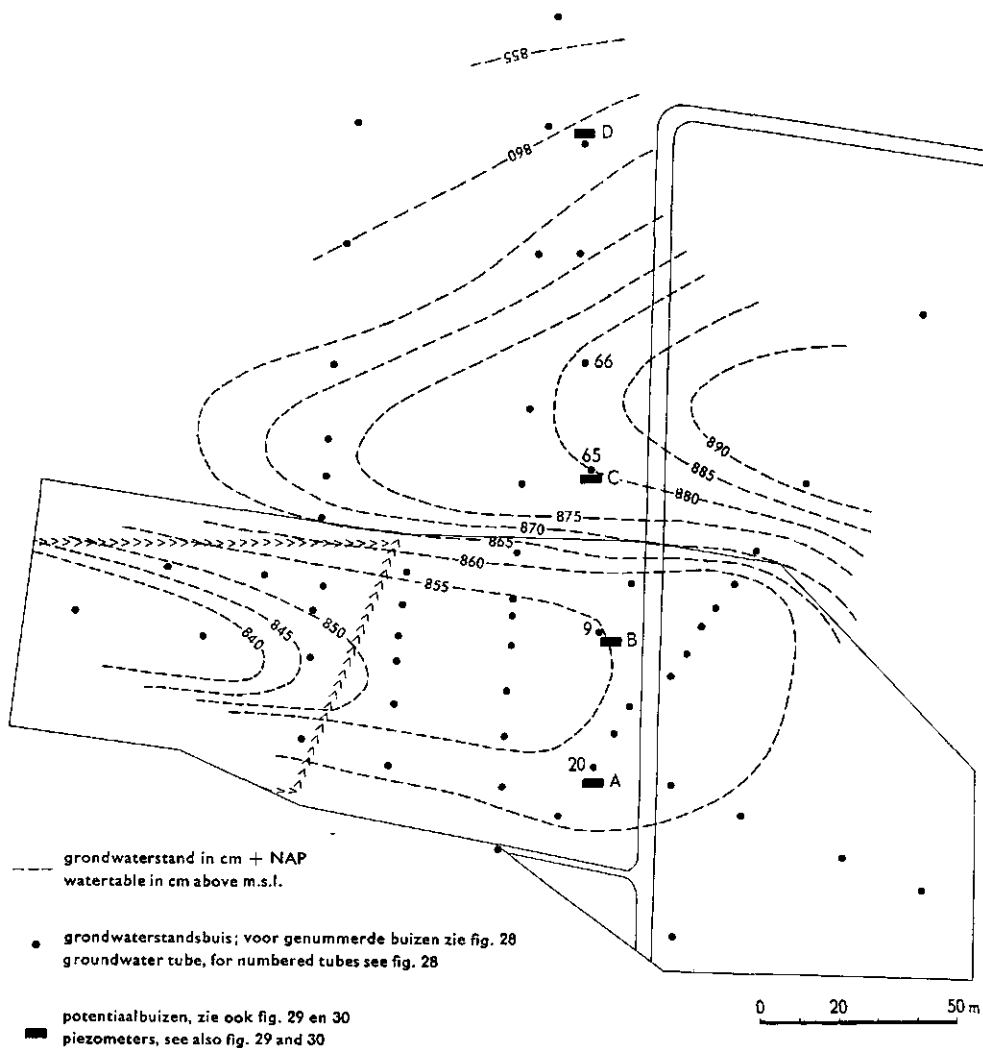 855
860
D
66
890
65
885
C
880
875
870
865
860
855
9
B
850
845
840
20
A
grondwaterstand in cm + NAP
watertable in cm above m.s.l.
grondwaterstandsbuis; voor genummerde buizen zie fig. 28
groundwater tube, for numbered tubes see fig. 28
potentiaalbuizen, zie ook fig. 29 en 30
piezometers, see also fig. 29 and 30
0 20 50 m